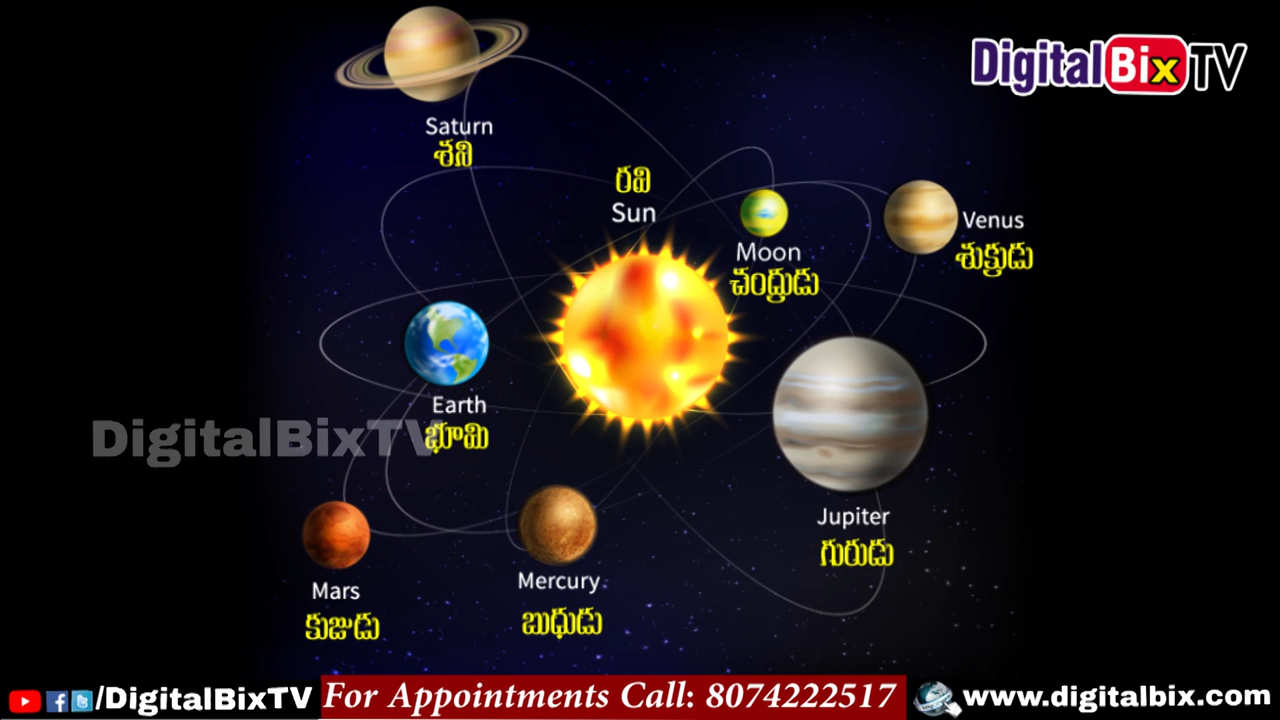 DigitalBixTV
Saturn
శని
రవి
Sun
Moon
చంద్రుడు
Venus
శుక్రుడు
Earth
భూమి
DigitalBixTV
Jupiter
గురుడు
Mars
కుజుడు
Mercury
బుధుడు
/DigitalBixTV For Appointments Call: 8074222517 www.digitalbix.com